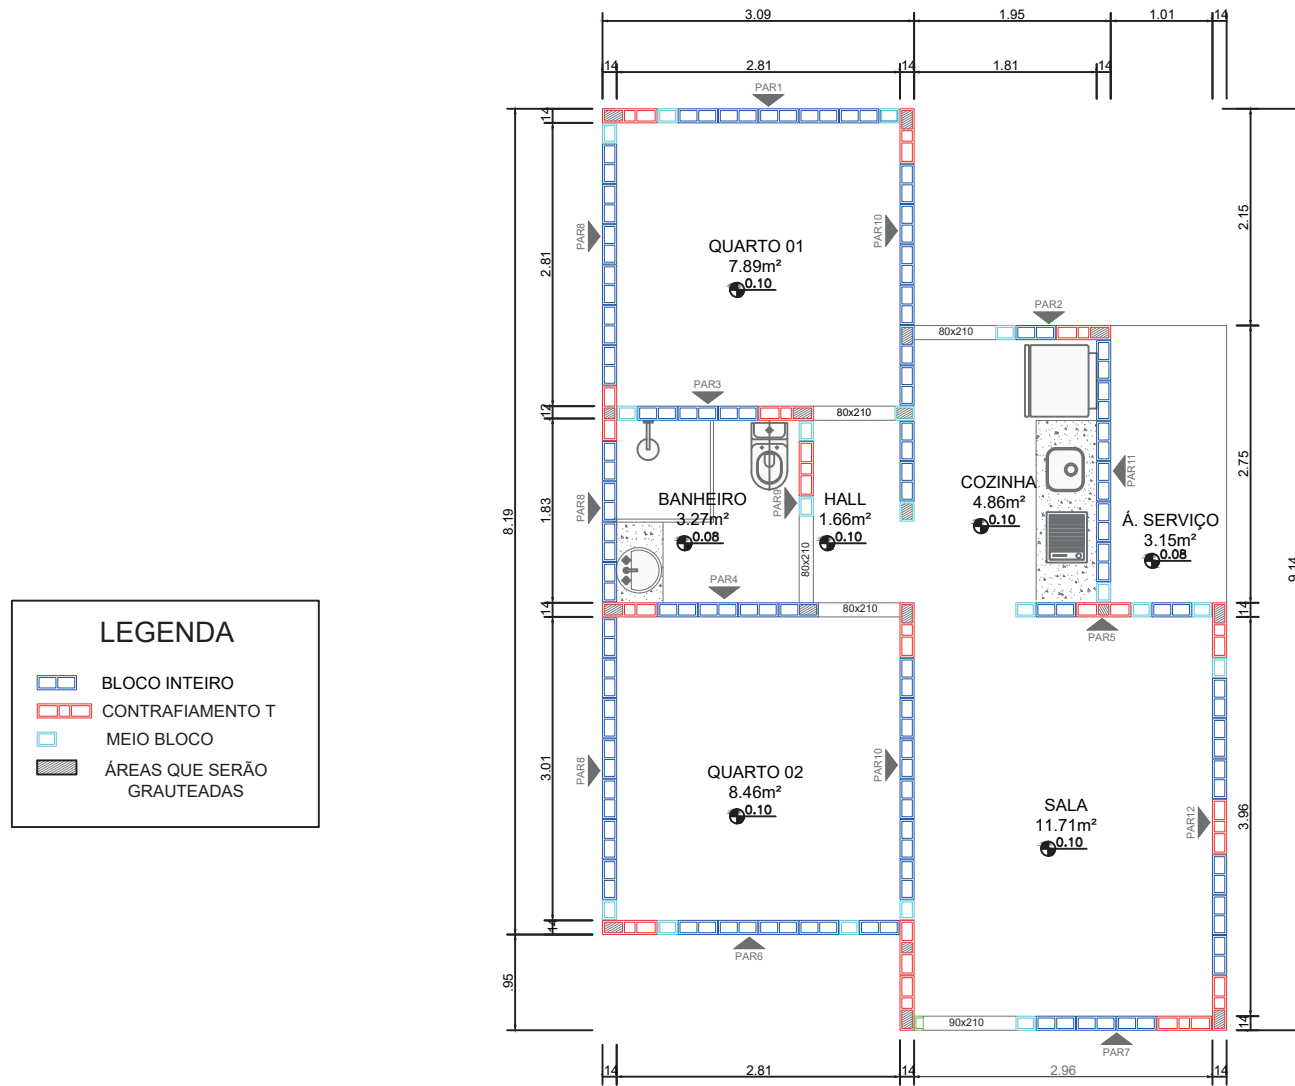 3.09
1.95
1.01
14
14
2.81
14
1.81
14
PAR1
14
PAR8
2.81
QUARTO 01
7.89m²
0.10
PAR10
2.15
PAR2
80x210
PAR3
80x210
12
1.83
8.19
PAR8
BANHEIRO
3.27m²
0.08
PAR9
HALL
1.66m²
0.10
80x210
COZINHA
4.86m²
0.10
PAR11
Á. SERVIÇO
3.15m²
0.08
2.75
9.14
PAR4
14
80x210
PAR5
14
LEGENDA
BLOCO INTEIRO
CONTRAFIAMENTO T
MEIO BLOCO
ÁREAS QUE SERÃO
GRAUTEADAS
3.01
PAR8
QUARTO 02
8.46m²
0.10
PAR10
SALA
11.71m²
0.10
PAR12
3.96
14
PAR6
.95
90x210
PAR7
14
14
2.81
14
2.96
14